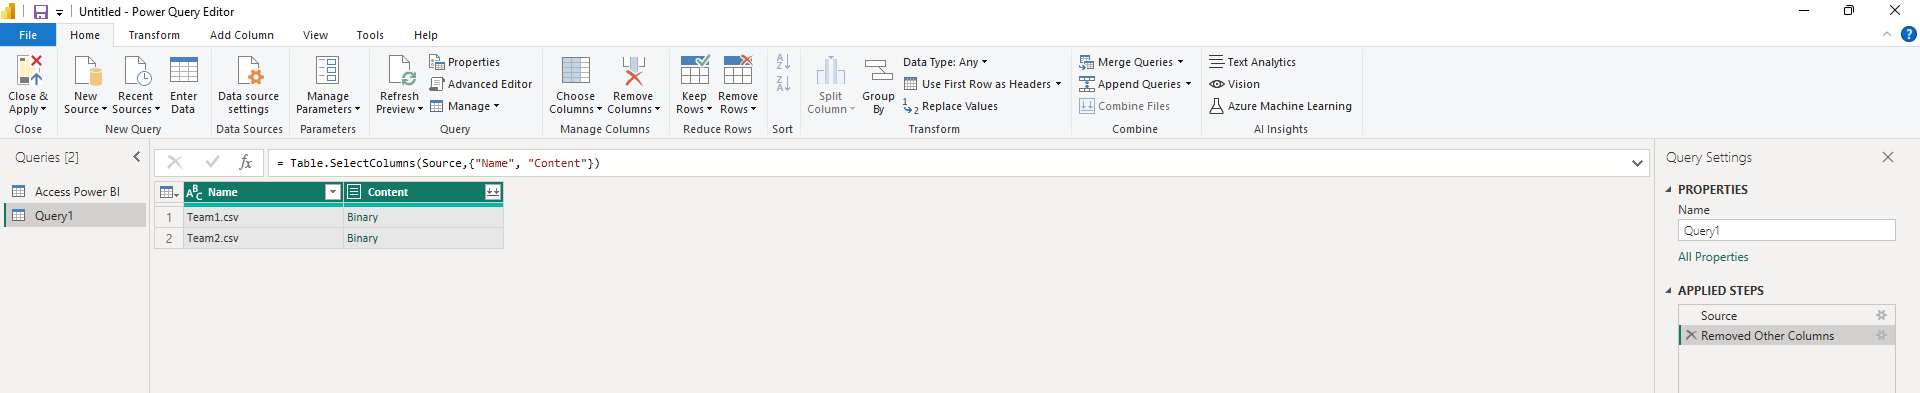 Untitled - Power Query Editor
File Home Transform Add Column View Tools Help
Close & Apply
Close
New Source
Recent Sources
Enter Data
New Query
Data source settings
Data Sources
Manage Parameters
Parameters
Refresh Preview
Properties
Advanced Editor
Manage
Query
Choose Columns
Remove Columns
Manage Columns
Keep Rows
Remove Rows
Reduce Rows
Sort
Split Column
Group By
Data Type: Any
Use First Row as Headers
Replace Values
Transform
Merge Queries
Append Queries
Combine Files
Combine
Text Analytics
Vision
Azure Machine Learning
AI Insights
Queries [2]
Access Power BI
Query1
fx = Table.SelectColumns(Source,{"Name", "Content"})
ABC Name Content
1 Team1.csv Binary
2 Team2.csv Binary
Query Settings
PROPERTIES
Name
Query1
All Properties
APPLIED STEPS
Source
Removed Other Columns